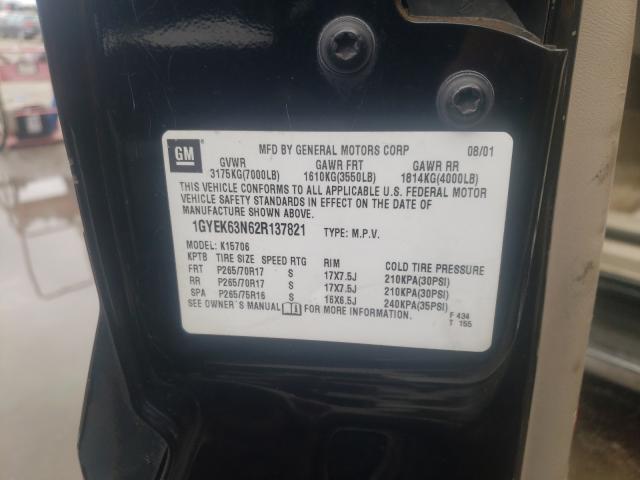 GM MFD BY GENERAL MOTORS CORP 08/01
GVWR GAWR FRT GAWR RR
3175KG(7000LB) 1610KG(3550LB) 1814KG(4000LB)
THIS VEHICLE CONFORMS TO ALL APPLICABLE U.S. FEDERAL MOTOR
VEHICLE SAFETY STANDARDS IN EFFECT ON THE DATE OF
MANUFACTURE SHOWN ABOVE.
1GYEK63N62R137821 TYPE: M.P.V.
MODEL: K15706
KPTB TIRE SIZE SPEED RTG RIM COLD TIRE PRESSURE
FRT P265/70R17 S 17X7.5J 210KPA(30PSI)
RR P265/70R17 S 17X7.5J 210KPA(30PSI)
SPA P265/75R16 S 16X6.5J 240KPA(35PSI)
SEE OWNER'S MANUAL FOR MORE INFORMATION. F 434
T 155